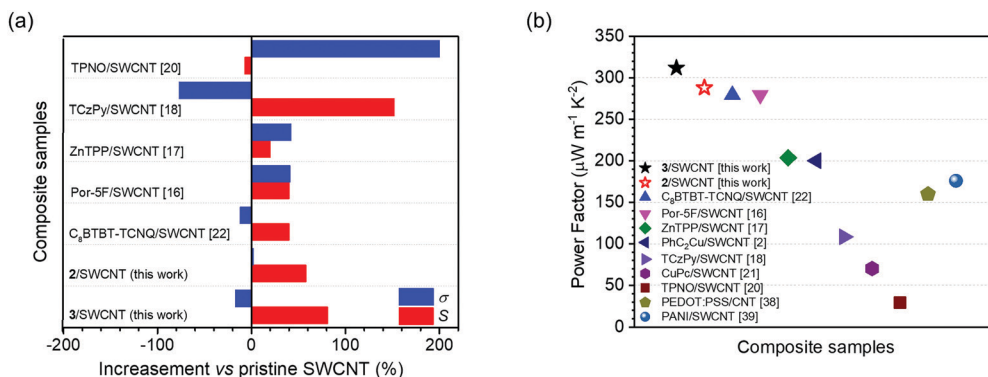 (a)
Composite samples
TPNO/SWCNT [20]
TCzPy/SWCNT [18]
ZnTPP/SWCNT [17]
Por-5F/SWCNT [16]
C₈BTBT-TCNQ/SWCNT [22]
2/SWCNT (this work)
3/SWCNT (this work)
σ
S
-200 -100 0 100 200
Increasement vs pristine SWCNT (%)
(b)
Power Factor (μW m⁻¹ K⁻²)
350
300
250
200
150
100
50
0
3/SWCNT [this work]
2/SWCNT [this work]
C₈BTBT-TCNQ/SWCNT [22]
Por-5F/SWCNT [16]
ZnTPP/SWCNT [17]
PhC₂Cu/SWCNT [2]
TCzPy/SWCNT [18]
CuPc/SWCNT [21]
TPNO/SWCNT [20]
PEDOT:PSS/CNT [38]
PANI/SWCNT [39]
Composite samples